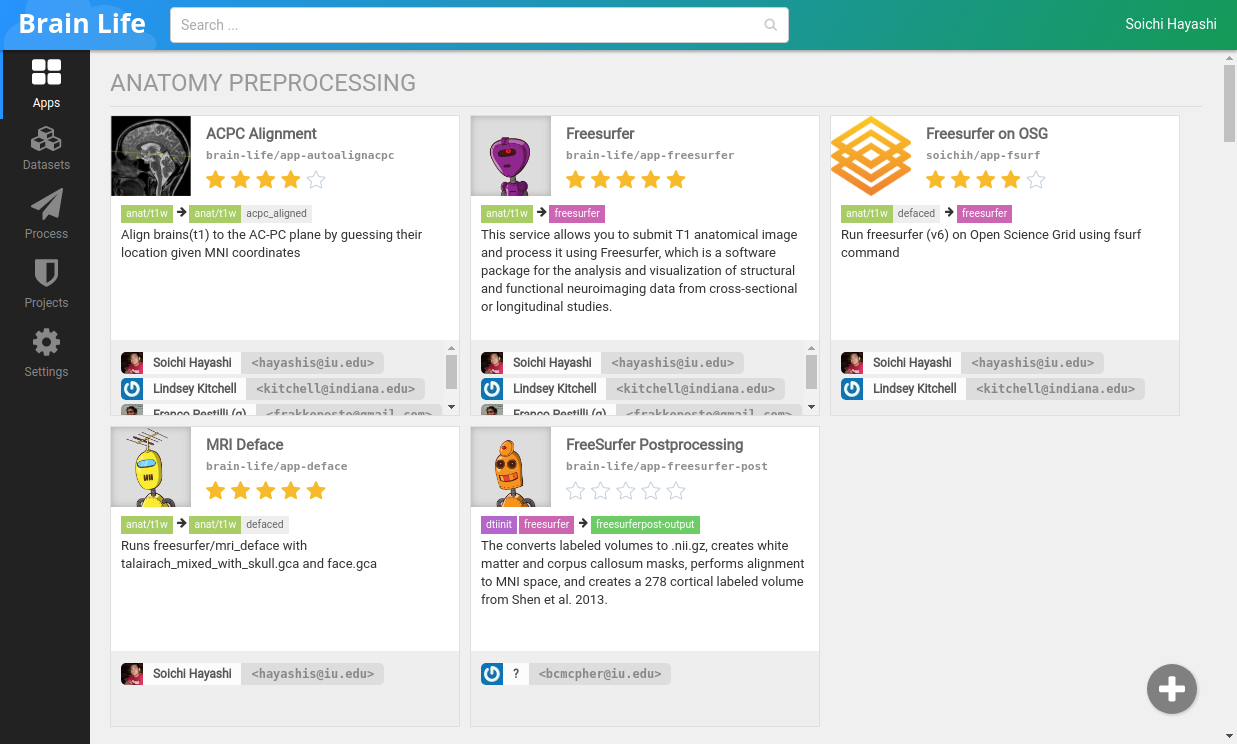 Brain Life
Search ...
Soichi Hayashi
Apps
Datasets
Process
Projects
Settings
ANATOMY PREPROCESSING
ACPC Alignment
brain-life/app-autoalignacpc
anat/t1w → anat/t1w acpc_aligned
Align brains(t1) to the AC-PC plane by guessing their
location given MNI coordinates
Soichi Hayashi <hayashis@iu.edu>
Lindsey Kitchell <kitchell@indiana.edu>
Franco Pestilli (g) <frakkopesto@gmail.com>
Freesurfer
brain-life/app-freesurfer
anat/t1w → freesurfer
This service allows you to submit T1 anatomical image
and process it using Freesurfer, which is a software
package for the analysis and visualization of structural
and functional neuroimaging data from cross-sectional
or longitudinal studies.
Soichi Hayashi <hayashis@iu.edu>
Lindsey Kitchell <kitchell@indiana.edu>
Franco Pestilli (g) <frakkopesto@gmail.com>
Freesurfer on OSG
soichih/app-fsurf
anat/t1w defaced → freesurfer
Run freesurfer (v6) on Open Science Grid using fsurf
command
Soichi Hayashi <hayashis@iu.edu>
Lindsey Kitchell <kitchell@indiana.edu>
MRI Deface
brain-life/app-deface
anat/t1w → anat/t1w defaced
Runs freesurfer/mri_deface with
talairach_mixed_with_skull.gca and face.gca
Soichi Hayashi <hayashis@iu.edu>
FreeSurfer Postprocessing
brain-life/app-freesurfer-post
dtiinit freesurfer → freesurferpost-output
The converts labeled volumes to .nii.gz, creates white
matter and corpus callosum masks, performs alignment
to MNI space, and creates a 278 cortical labeled volume
from Shen et al. 2013.
? <bcmcpher@iu.edu>